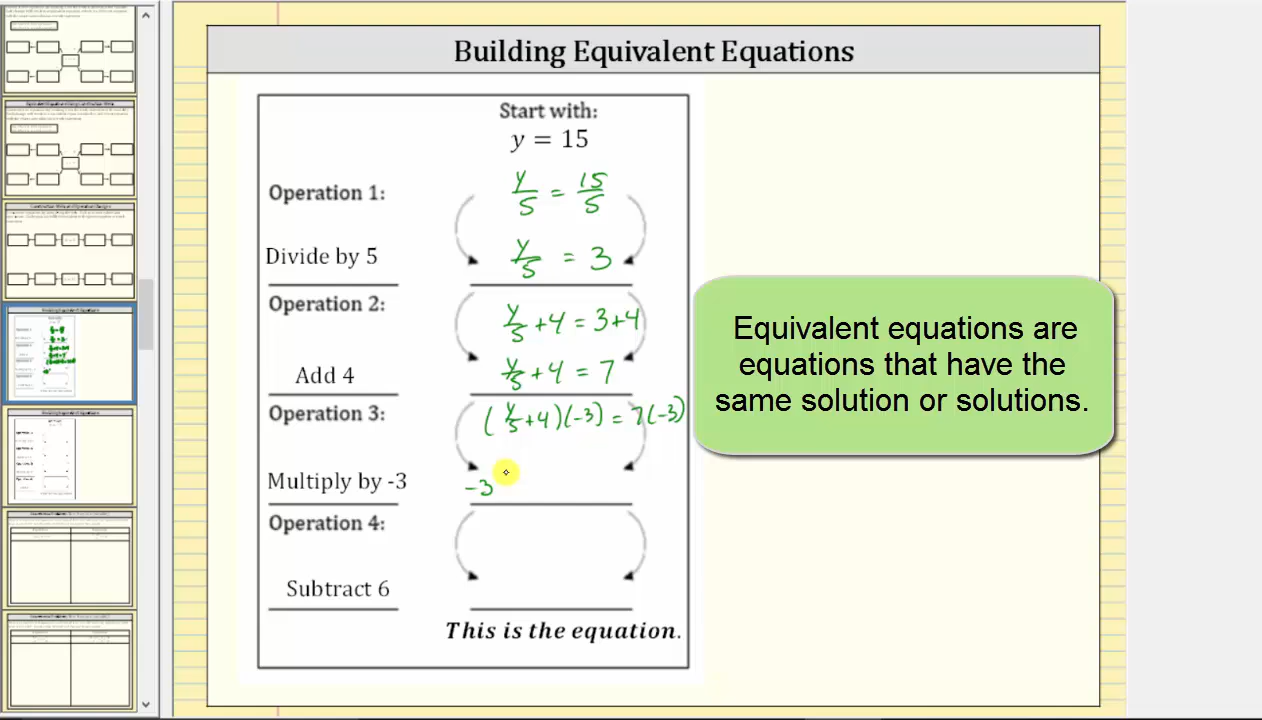 Building Equivalent Equations
Start with:
y = 15
Operation 1:
y/5 = 15/5
Divide by 5
y/5 = 3
Operation 2:
y/5 + 4 = 3 + 4
Add 4
y/5 + 4 = 7
Operation 3:
(y/5 + 4)(-3) = 7(-3)
Multiply by -3
-3
Operation 4:
Subtract 6
This is the equation.
Equivalent equations are
equations that have the
same solution or solutions.